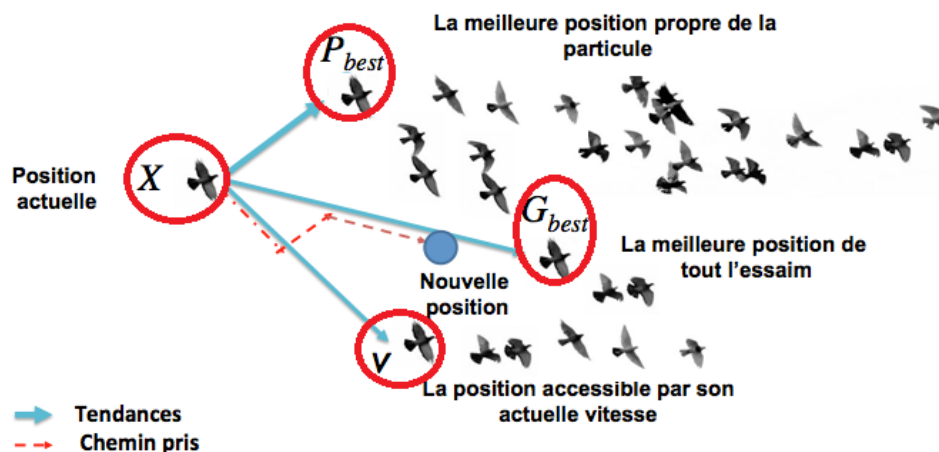 La meilleure position propre de la
particule
P best
Position
actuelle
X
G best
La meilleure position de
tout l'essaim
Nouvelle
position
V
La position accessible par son
actuelle vitesse
Tendances
Chemin pris